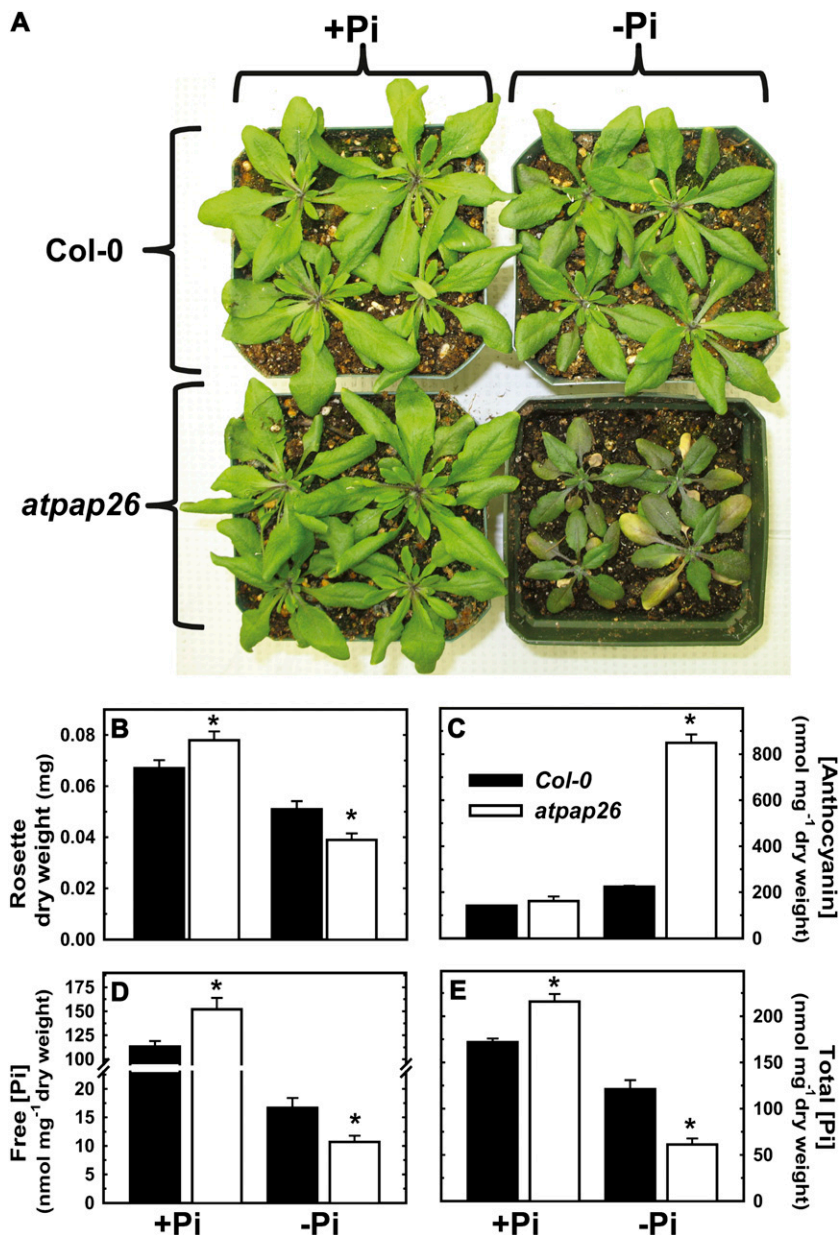 A
+Pi
-Pi
Col-0
atpap26
B
Rosette
dry weight (mg)
0.08
0.06
0.04
0.02
0.00
*
*
C
Col-0
atpap26
*
800
600
400
200
0
[Anthocyanin]
(nmol mg-1 dry weight)
D
Free [Pi]
(nmol mg-1 dry weight)
175
150
125
100
20
15
10
5
0
*
*
+Pi
-Pi
E
*
*
200
150
100
50
0
Total [Pi]
(nmol mg-1 dry weight)
+Pi
-Pi